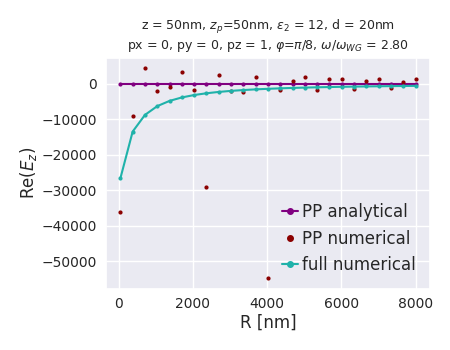 z = 50nm, z_p=50nm, ε_2 = 12, d = 20nm
px = 0, py = 0, pz = 1, φ=π/8, ω/ω_WG = 2.80
Re(E_z)
0
−10000
−20000
−30000
−40000
−50000
PP analytical
PP numerical
full numerical
0 2000 4000 6000 8000
R [nm]